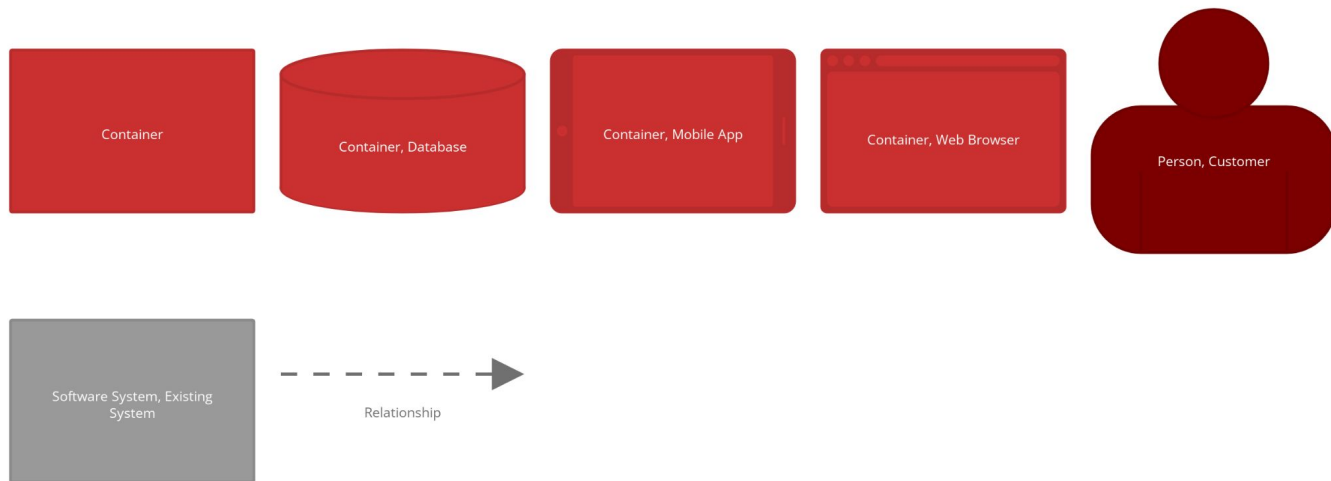 Container
Container, Database
Container, Mobile App
Container, Web Browser
Person, Customer
Software System, Existing
System
Relationship